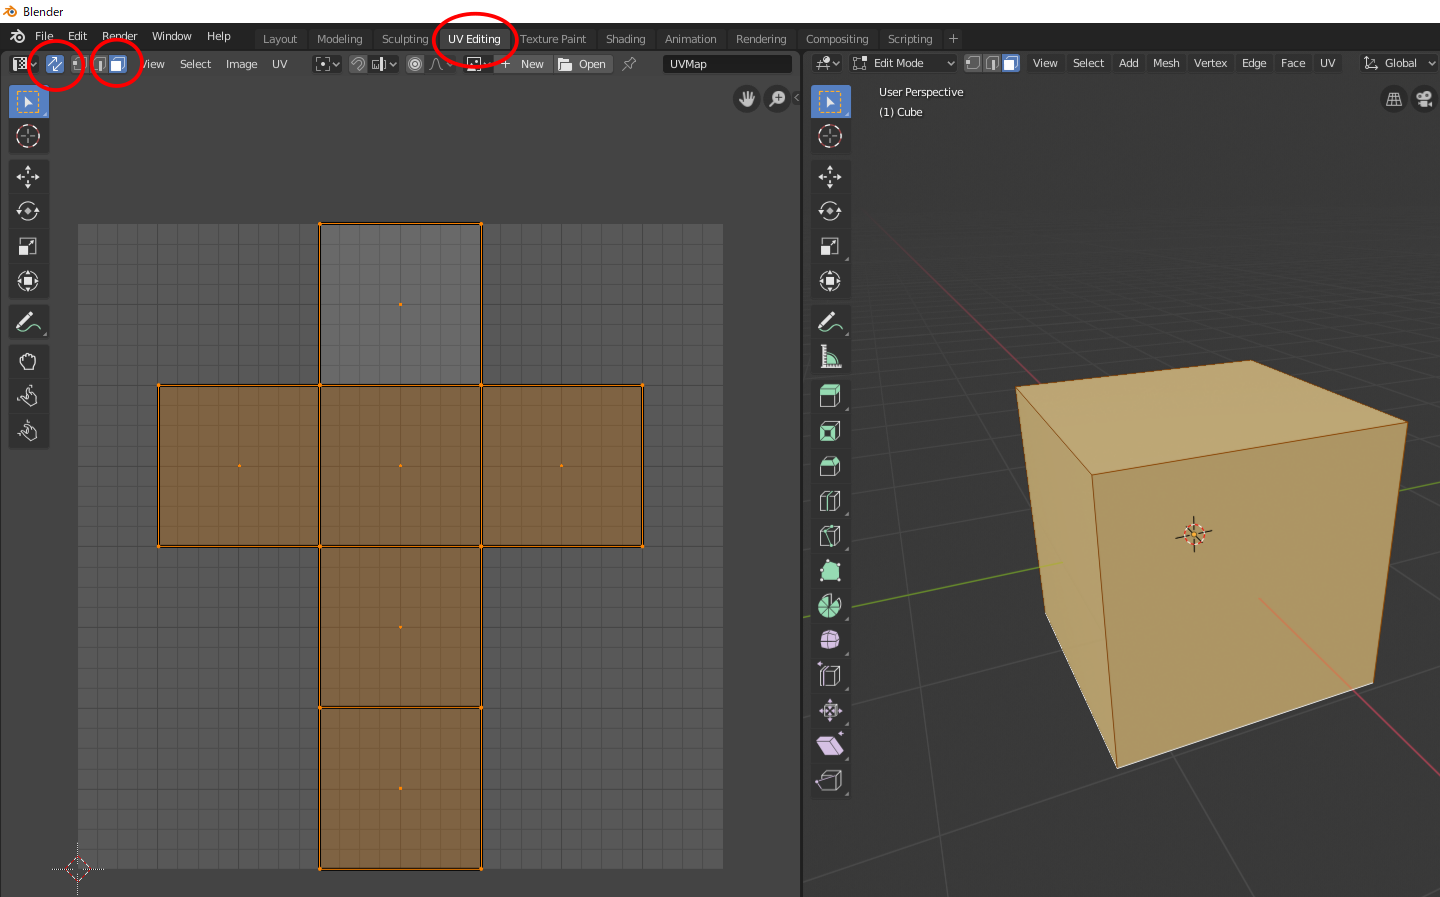 Blender
File Edit Render Window Help Layout Modeling Sculpting UV Editing Texture Paint Shading Animation Rendering Compositing Scripting +
View Select Image UV + New Open UVMap
Edit Mode View Select Add Mesh Vertex Edge Face UV Global
User Perspective
(1) Cube